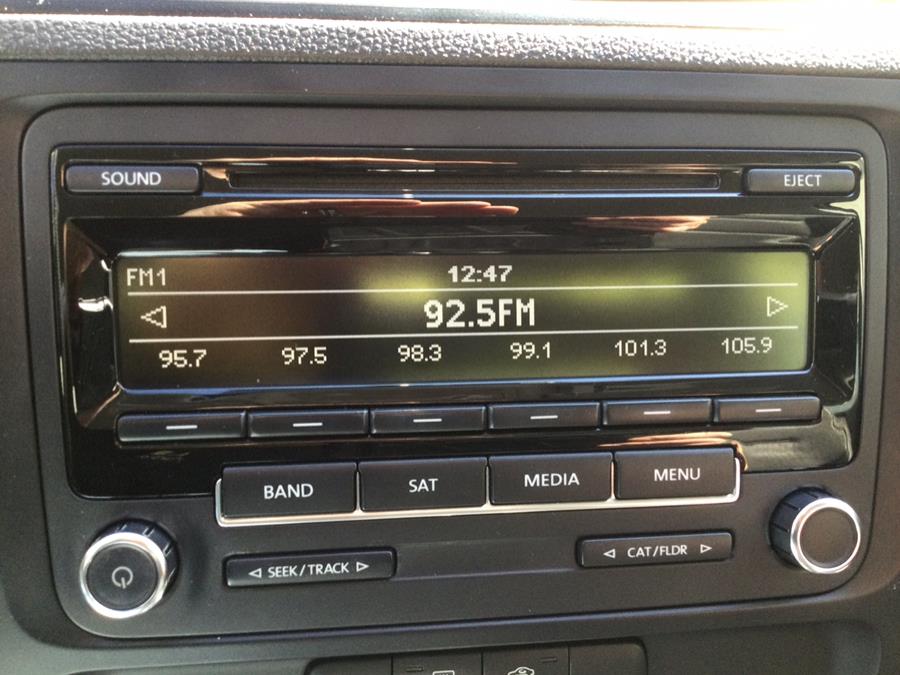 SOUND EJECT
FM1 12:47
92.5FM
95.7 97.5 98.3 99.1 101.3 105.9
BAND SAT MEDIA MENU
SEEK / TRACK CAT / FLDR